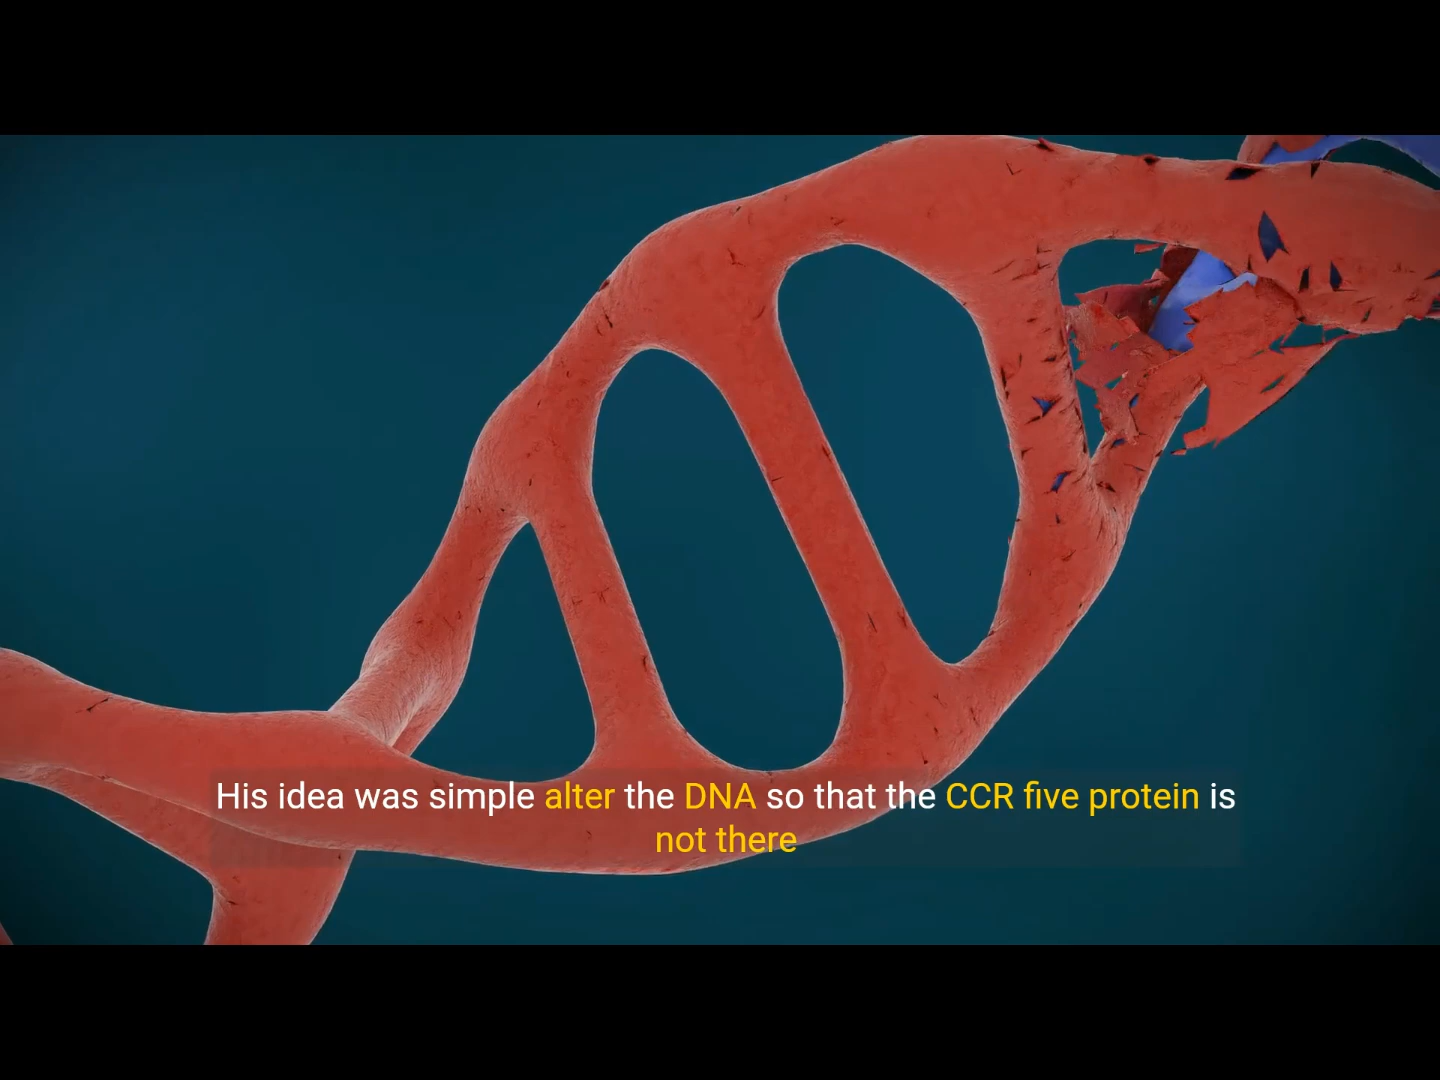 His idea was simple alter the DNA so that the CCR five protein is
not there